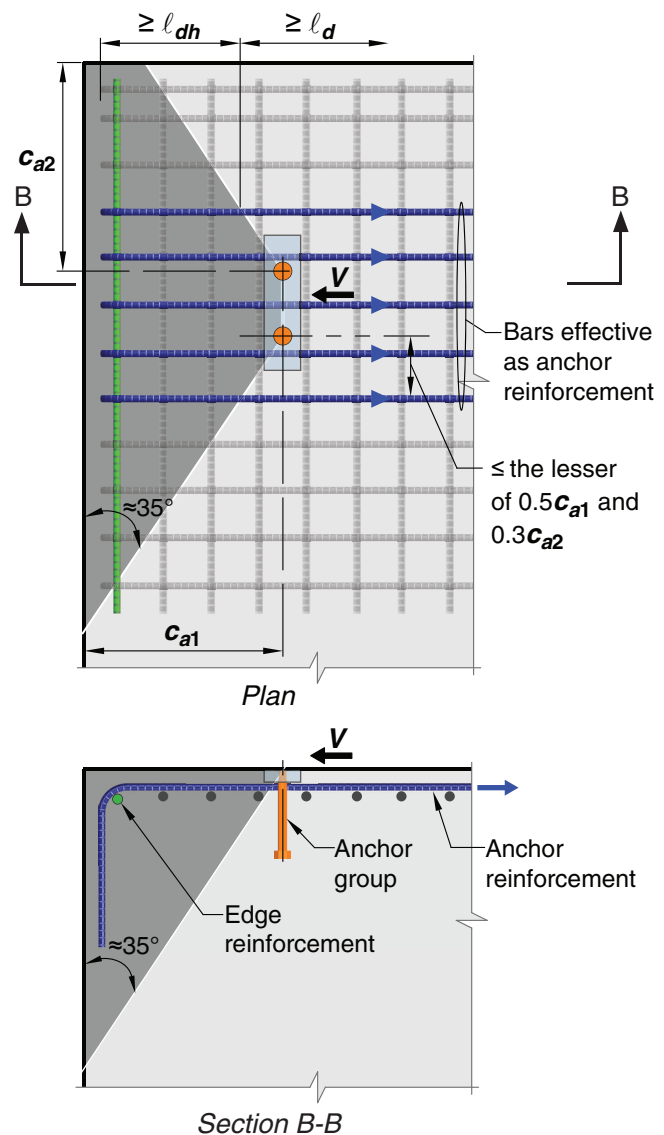 ≥ ℓdh
≥ ℓd
ca2
B
B
V
Bars effective
as anchor
reinforcement
≤ the lesser
of 0.5ca1 and
0.3ca2
≈35°
ca1
Plan
V
Anchor
group
Anchor
reinforcement
Edge
reinforcement
≈35°
Section B-B